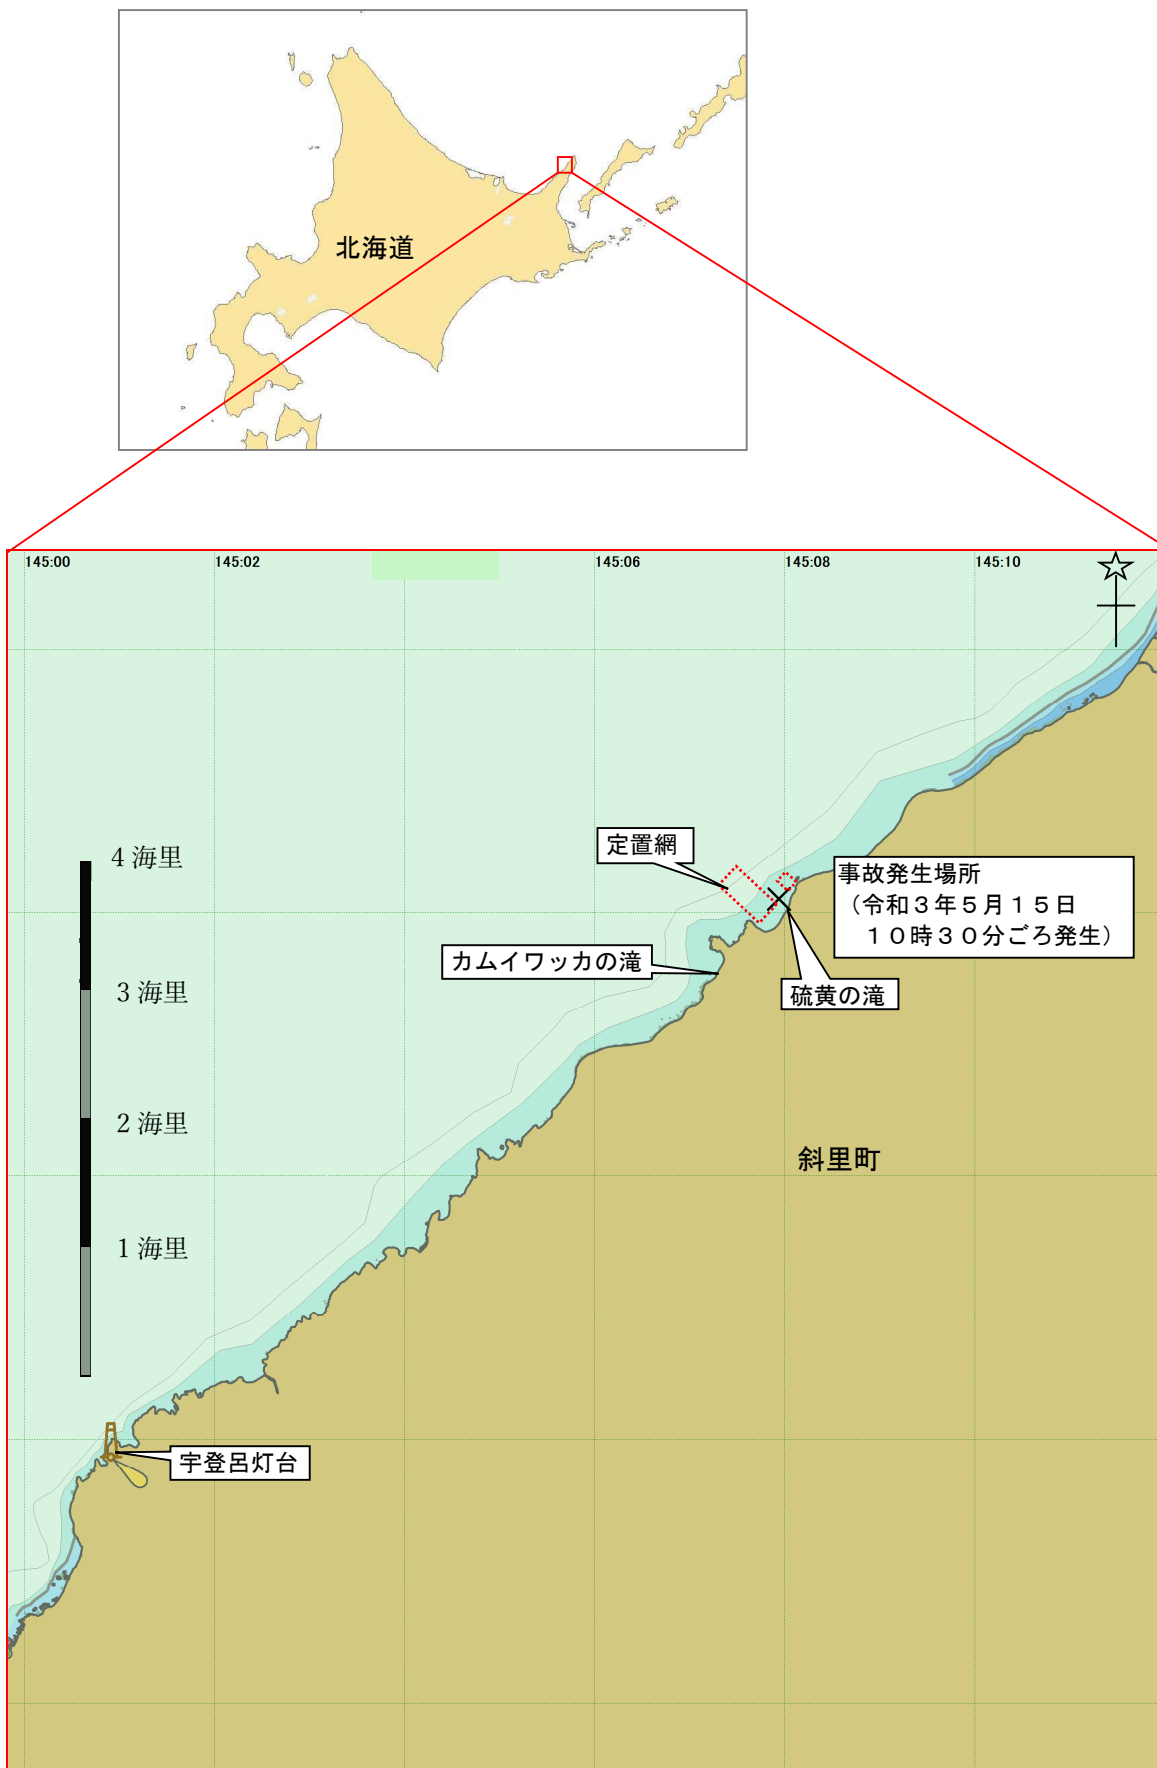 北海道
145:00
145:02
145:06
145:08
145:10
定置網
事故発生場所
（令和３年５月１５日
１０時３０分ごろ発生）
4 海里
カムイワッカの滝
硫黄の滝
3 海里
2 海里
斜里町
1 海里
宇登呂灯台